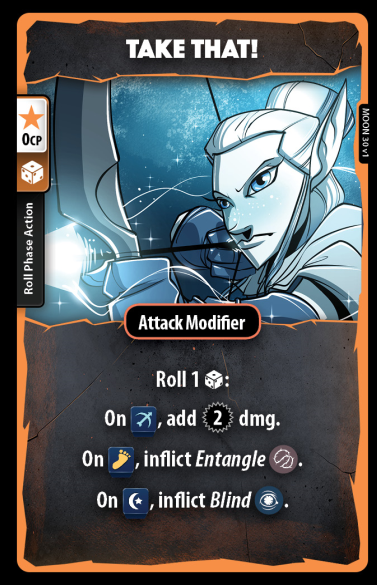 TAKE THAT!
0CP
MOON 30 v1
Roll Phase Action
Attack Modifier
Roll 1 :
On , add 2 dmg.
On , inflict Entangle .
On , inflict Blind .